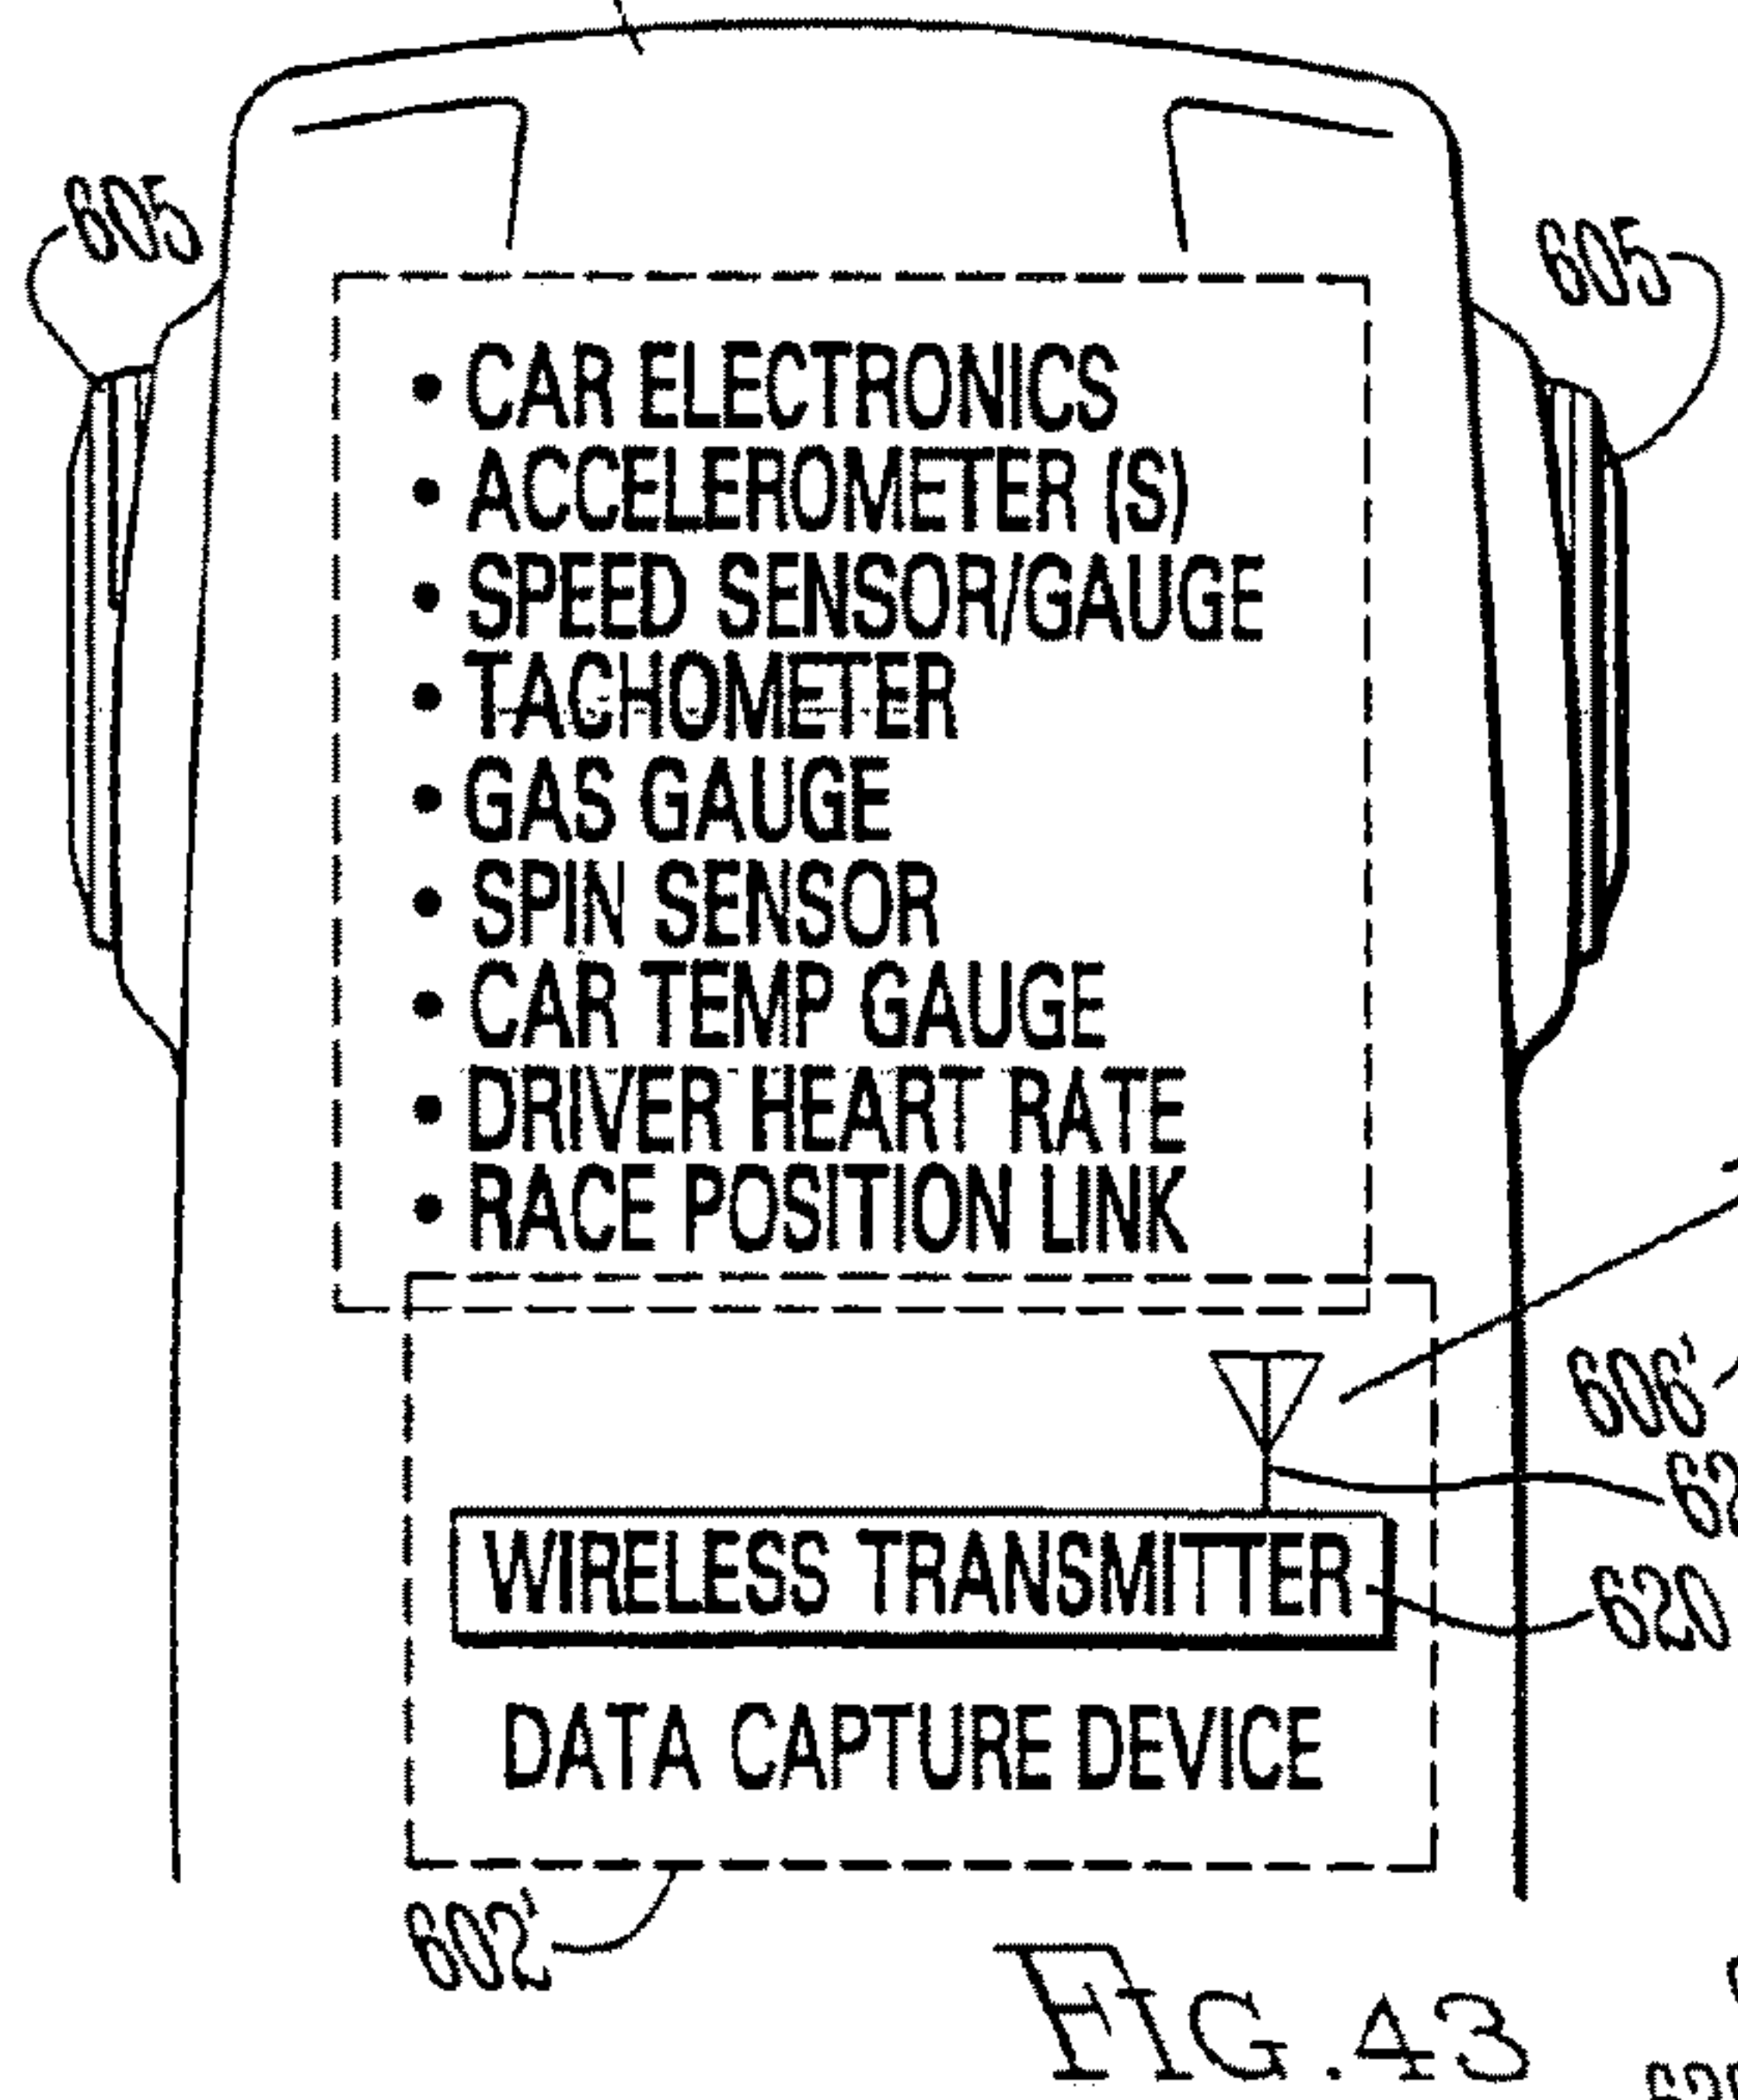 605
605
• CAR ELECTRONICS
• ACCELEROMETER (S)
• SPEED SENSOR/GAUGE
• TACHOMETER
• GAS GAUGE
• SPIN SENSOR
• CAR TEMP GAUGE
• DRIVER HEART RATE
• RACE POSITION LINK
606'
WIRELESS TRANSMITTER
620
DATA CAPTURE DEVICE
602'
FIG. 43